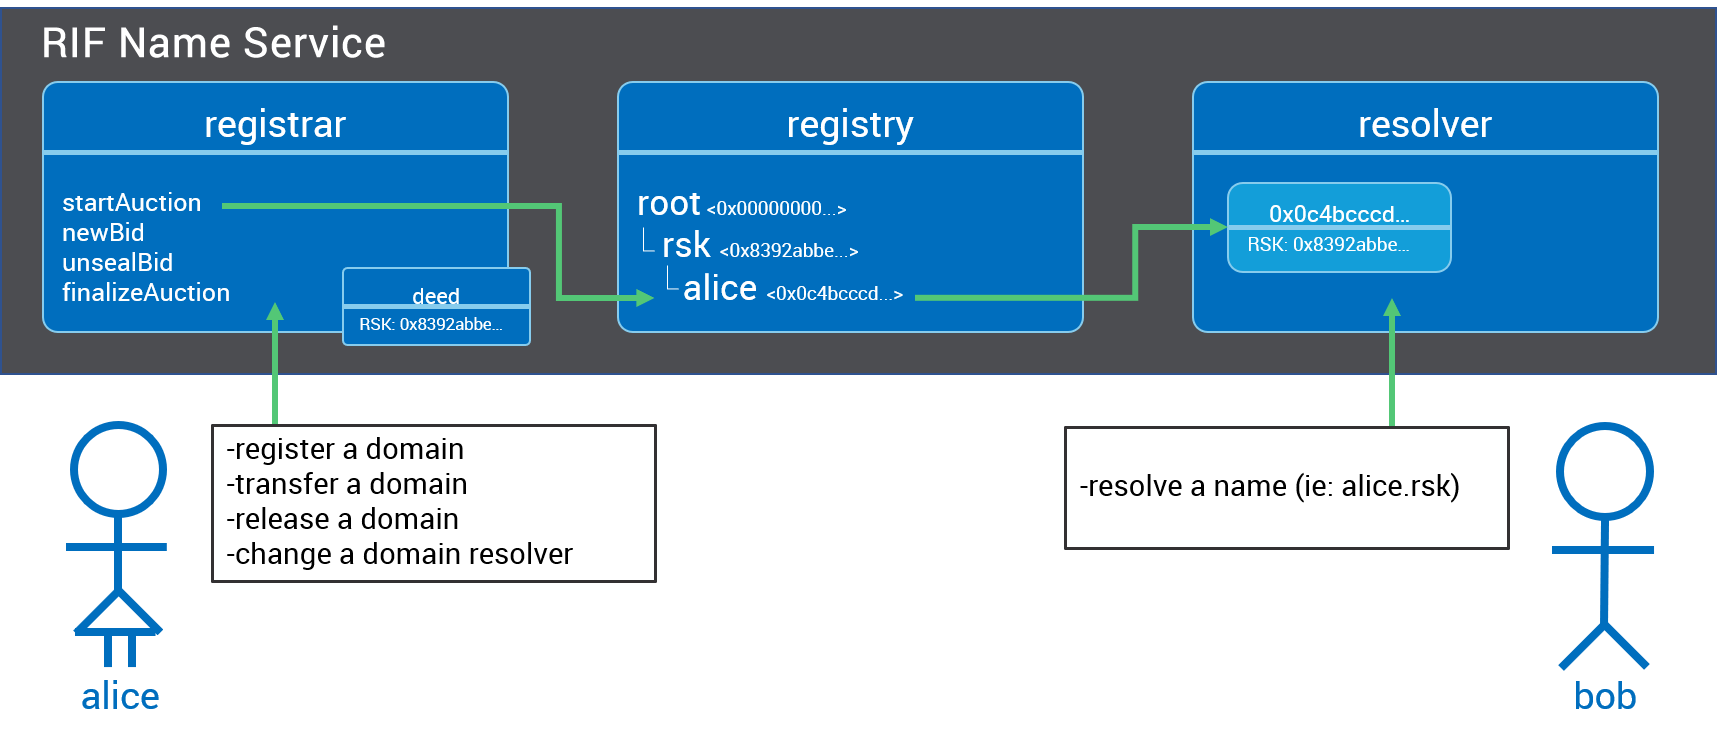 RIF Name Service
registrar
startAuction
newBid
unsealBid
finalizeAuction
deed
RSK: 0x8392abbe...
registry
root <0x00000000...>
rsk <0x8392abbe...>
alice <0x0c4bcccd...>
resolver
0x0c4bcccd...
RSK: 0x8392abbe...
-register a domain
-transfer a domain
-release a domain
-change a domain resolver
-resolve a name (ie: alice.rsk)
alice
bob